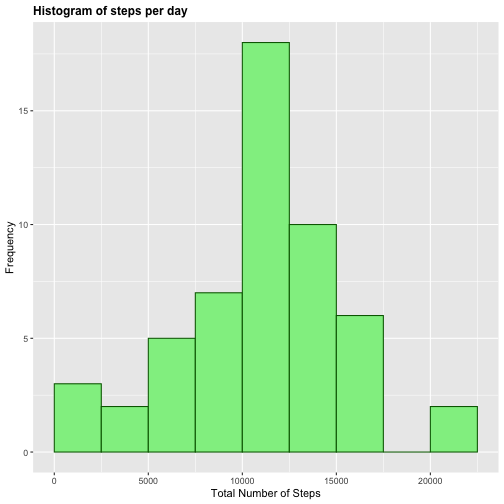 Histogram of steps per day
Frequency
15
10
5
0
0 5000 10000 15000 20000
Total Number of Steps